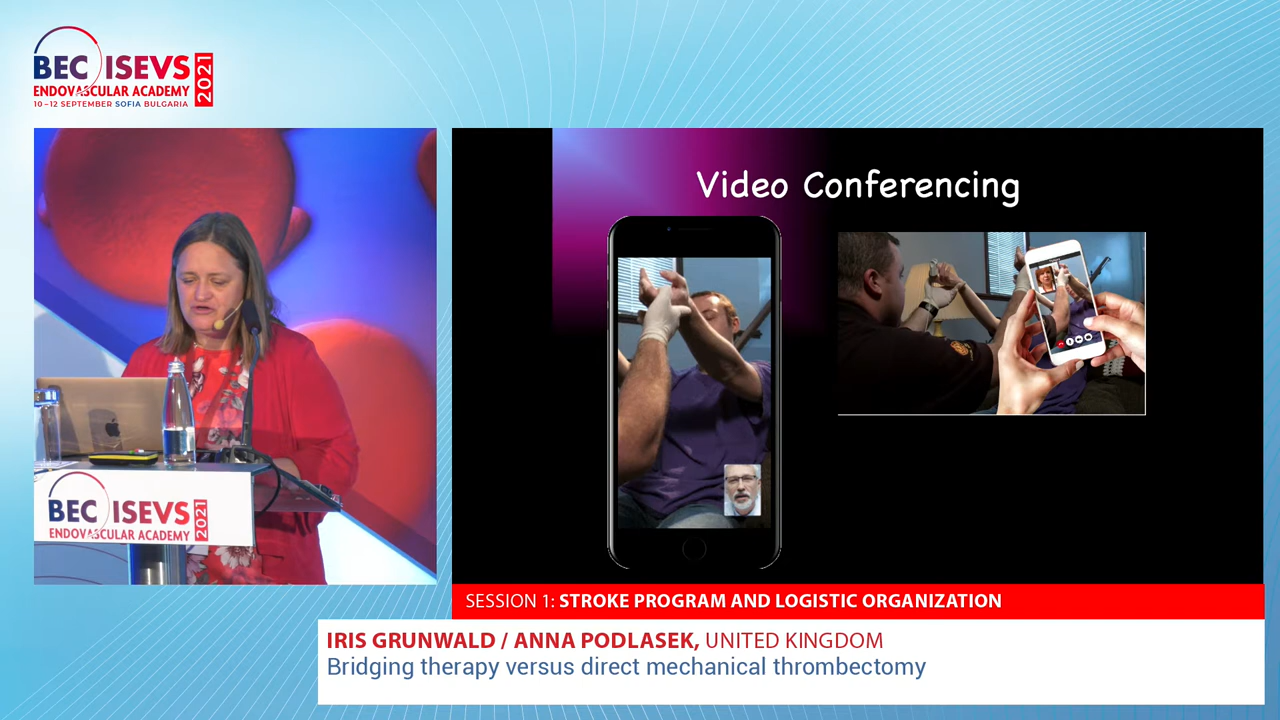 BEC ISEVS 2021
ENDOVASCULAR ACADEMY
10–12 SEPTEMBER SOFIA BULGARIA
Video Conferencing
BEC ISEVS 2021
ENDOVASCULAR ACADEMY
SESSION 1: STROKE PROGRAM AND LOGISTIC ORGANIZATION
IRIS GRUNWALD / ANNA PODLASEK, UNITED KINGDOM
Bridging therapy versus direct mechanical thrombectomy